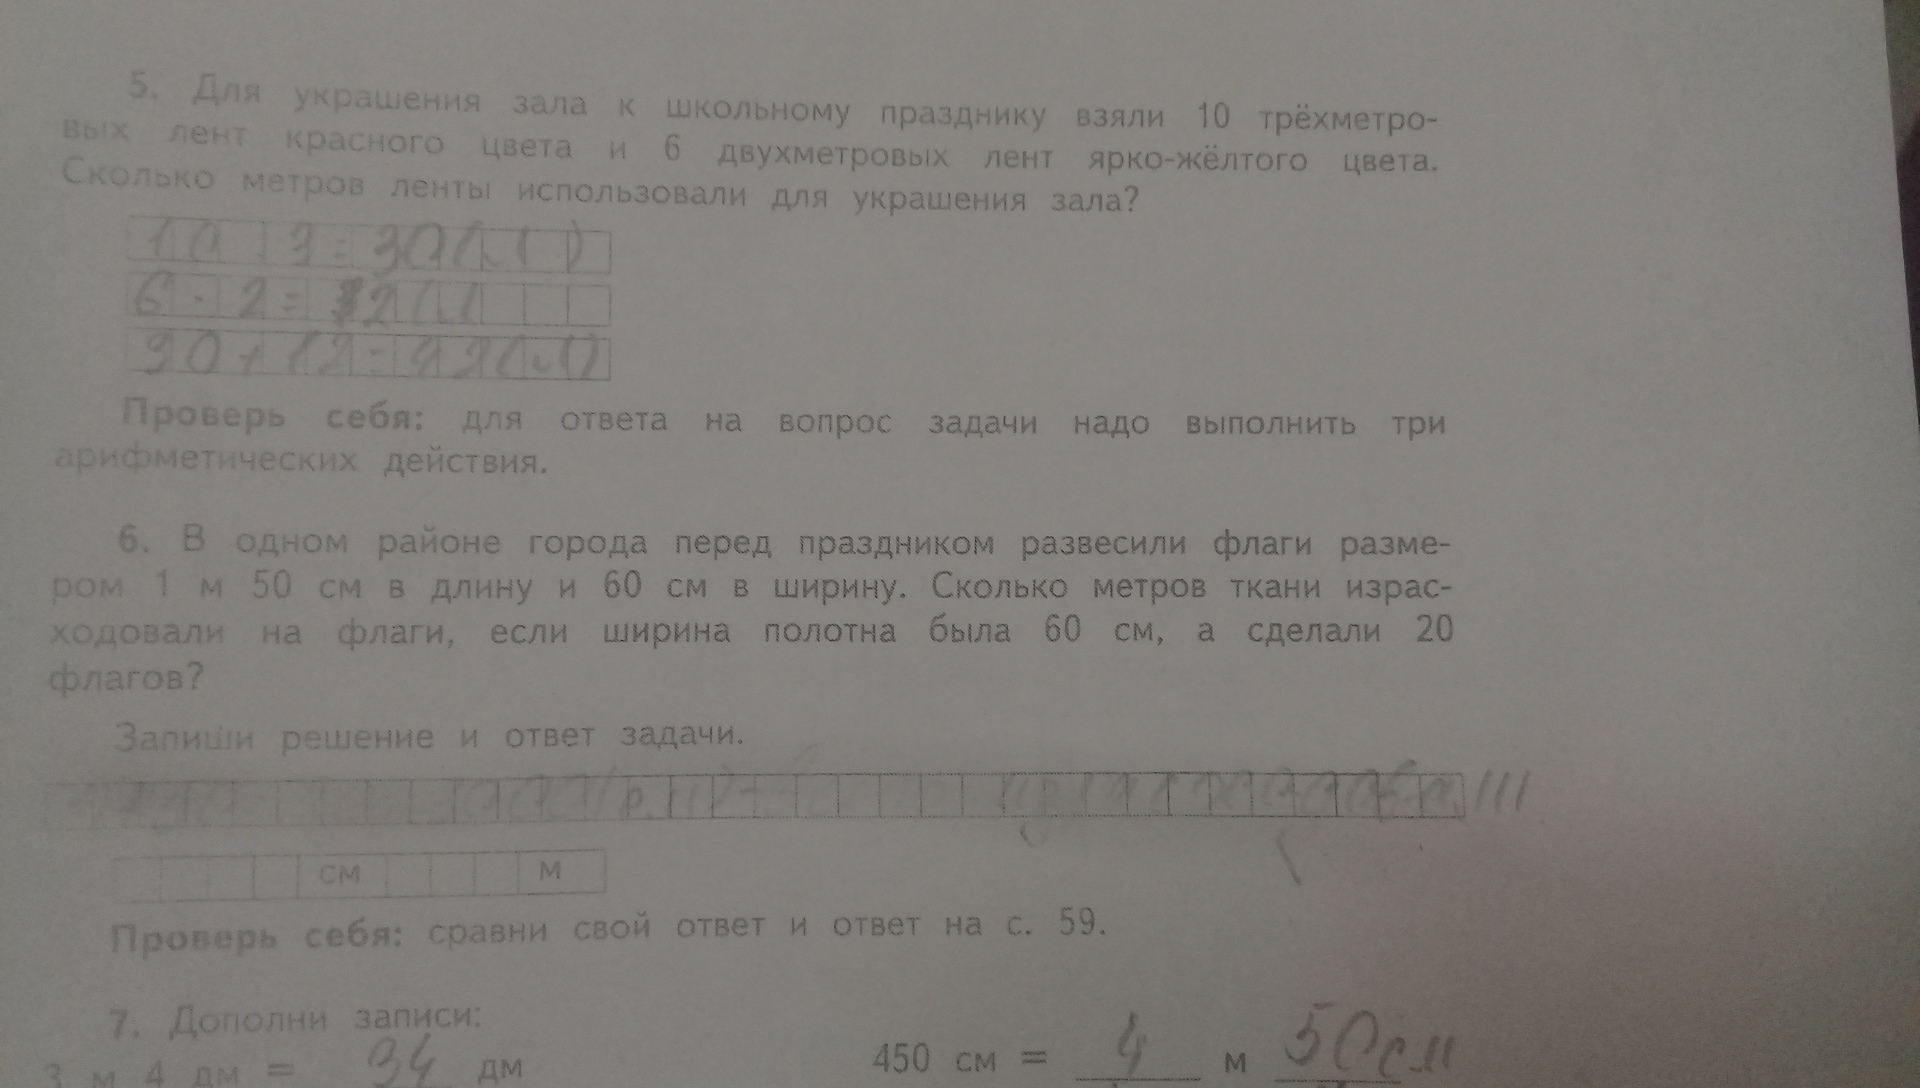 5. Для украшения зала к школьному празднику взяли 10 трёхметро-
вых лент красного цвета и 6 двухметровых лент ярко-жёлтого цвета.
Сколько метров ленты использовали для украшения зала?
10 · 3 = 30 (м)
6 · 2 = 12 (
30 + 12 = 42 (м)
Проверь себя: для ответа на вопрос задачи надо выполнить три
арифметических действия.
6. В одном районе города перед праздником развесили флаги разме-
ром 1 м 50 см в длину и 60 см в ширину. Сколько метров ткани израс-
ходовали на флаги, если ширина полотна была 60 см, а сделали 20
флагов?
Запиши решение и ответ задачи.
см м
Проверь себя: сравни свой ответ и ответ на с. 59.
7. Дополни записи:
3 м 4 дм = 34 дм
450 см = 4 м 50 см